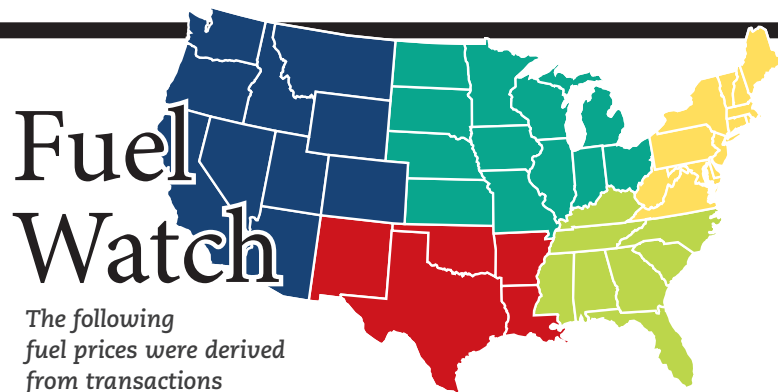 Fuel
Watch
The following
fuel prices were derived
from transactions